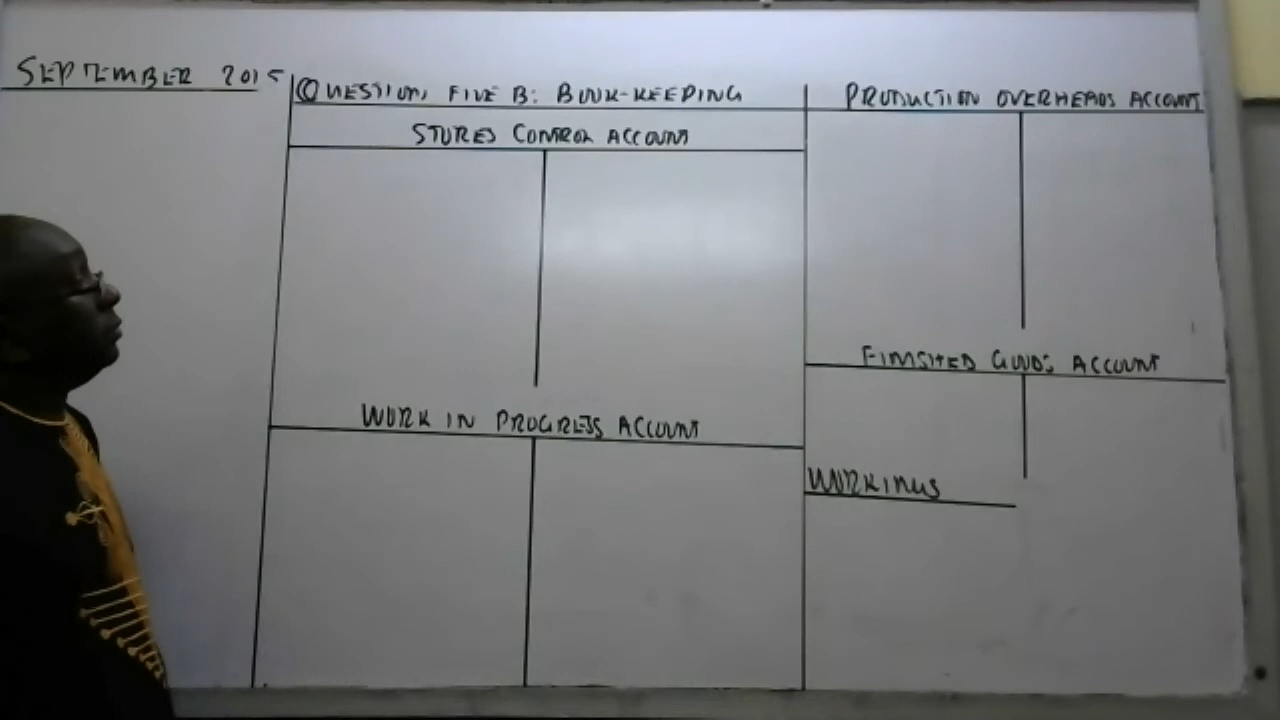 SEPTEMBER 2015
QUESTION FIVE B: BOOK-KEEPING
STORES CONTROL ACCOUNT
WORK IN PROGRESS ACCOUNT
PRODUCTION OVERHEADS ACCOUNT
FINISHED GOODS ACCOUNT
WORKINGS